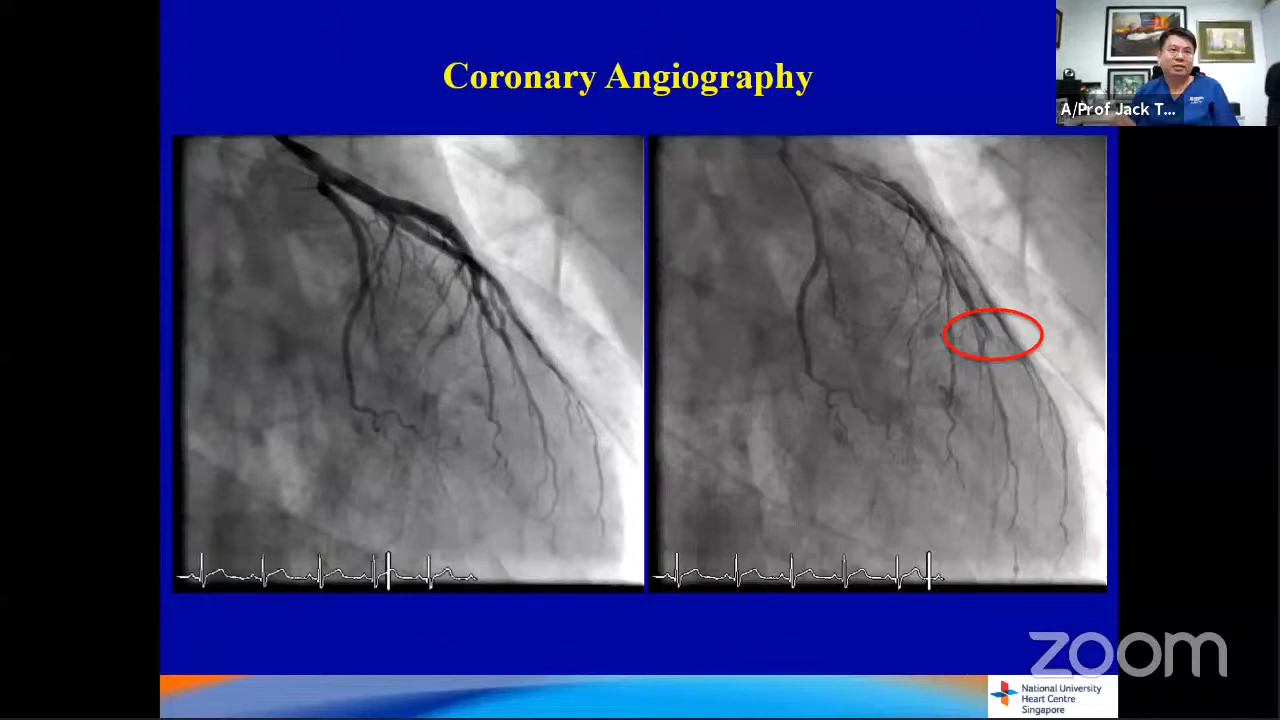 Coronary Angiography
A/Prof Jack T...
zoom
National University
Heart Centre
Singapore